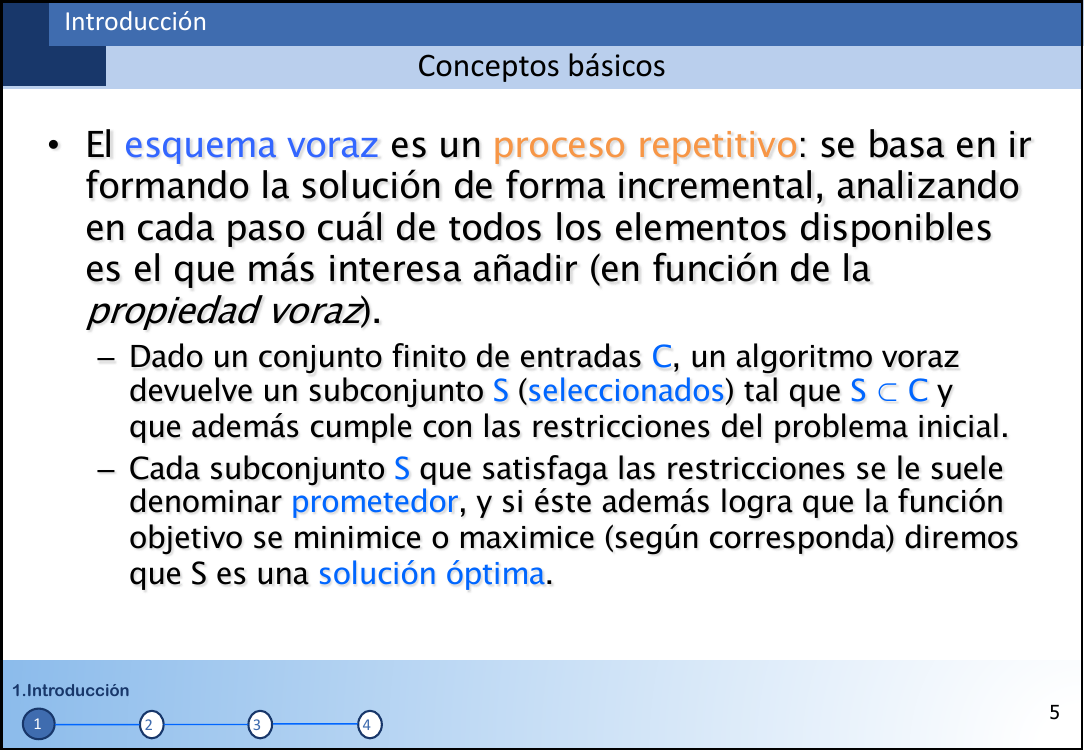 Introducción
Conceptos básicos
• El esquema voraz es un proceso repetitivo: se basa en ir
formando la solución de forma incremental, analizando
en cada paso cuál de todos los elementos disponibles
es el que más interesa añadir (en función de la
propiedad voraz).
– Dado un conjunto finito de entradas C, un algoritmo voraz
devuelve un subconjunto S (seleccionados) tal que S ⊂ C y
que además cumple con las restricciones del problema inicial.
– Cada subconjunto S que satisfaga las restricciones se le suele
denominar prometedor, y si éste además logra que la función
objetivo se minimice o maximice (según corresponda) diremos
que S es una solución óptima.
1.Introducción
1 2 3 4
5